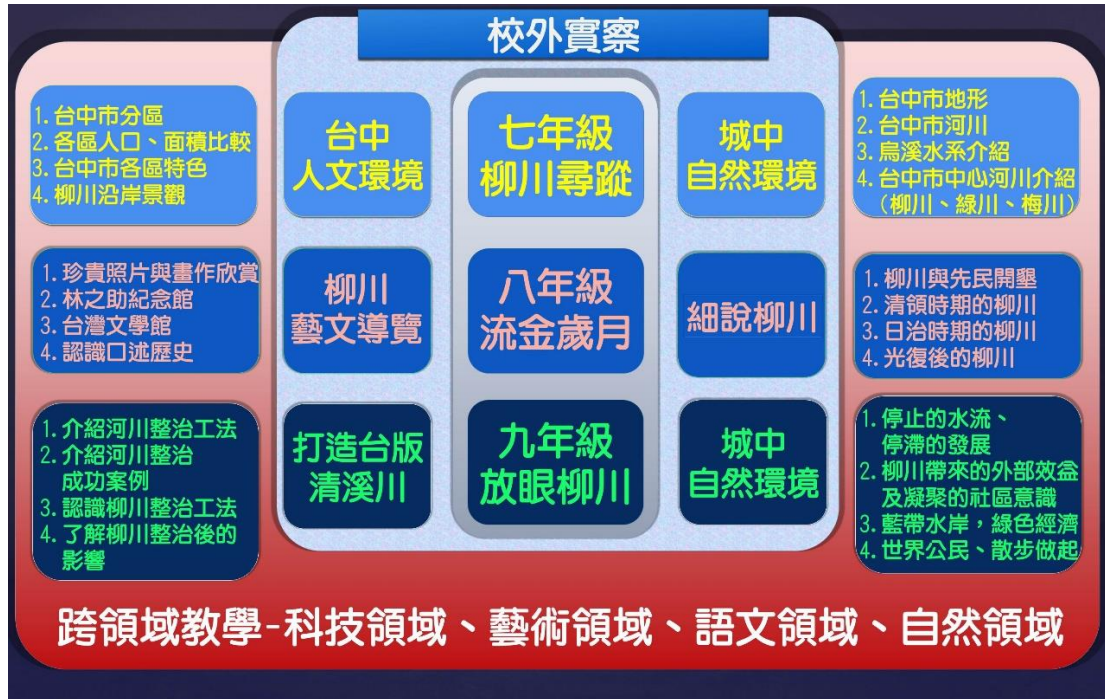 校外實察
1. 台中市分區
2. 各區人口、面積比較
3. 台中市各區特色
4. 柳川沿岸景觀
台中
人文環境
七年級
柳川尋蹤
城中
自然環境
1. 台中市地形
2. 台中市河川
3. 烏溪水系介紹
4. 台中市中心河川介紹
(柳川、綠川、梅川)
1. 珍貴照片與畫作欣賞
2. 林之助紀念館
3. 台灣文學館
4. 認識口述歷史
柳川
藝文導覽
八年級
流金歲月
細說柳川
1. 柳川與先民開墾
2. 清領時期的柳川
3. 日治時期的柳川
4. 光復後的柳川
1. 介紹河川整治工法
2. 介紹河川整治
成功案例
3. 認識柳川整治工法
4. 了解柳川整治後的
影響
打造台版
清溪川
九年級
放眼柳川
城中
自然環境
1. 停止的水流、
停滯的發展
2. 柳川帶來的外部效益
及凝聚的社區意識
3. 藍帶水岸，綠色經濟
4. 世界公民、散步做起
跨領域教學-科技領域、藝術領域、語文領域、自然領域